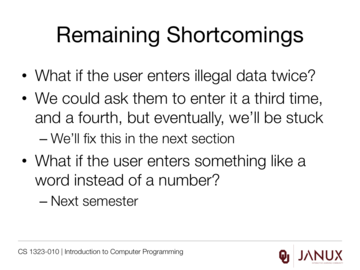 Remaining Shortcomings
• What if the user enters illegal data twice?
• We could ask them to enter it a third time,
and a fourth, but eventually, we'll be stuck
– We'll fix this in the next section
• What if the user enters something like a
word instead of a number?
– Next semester
CS 1323-010 | Introduction to Computer Programming
JANUX